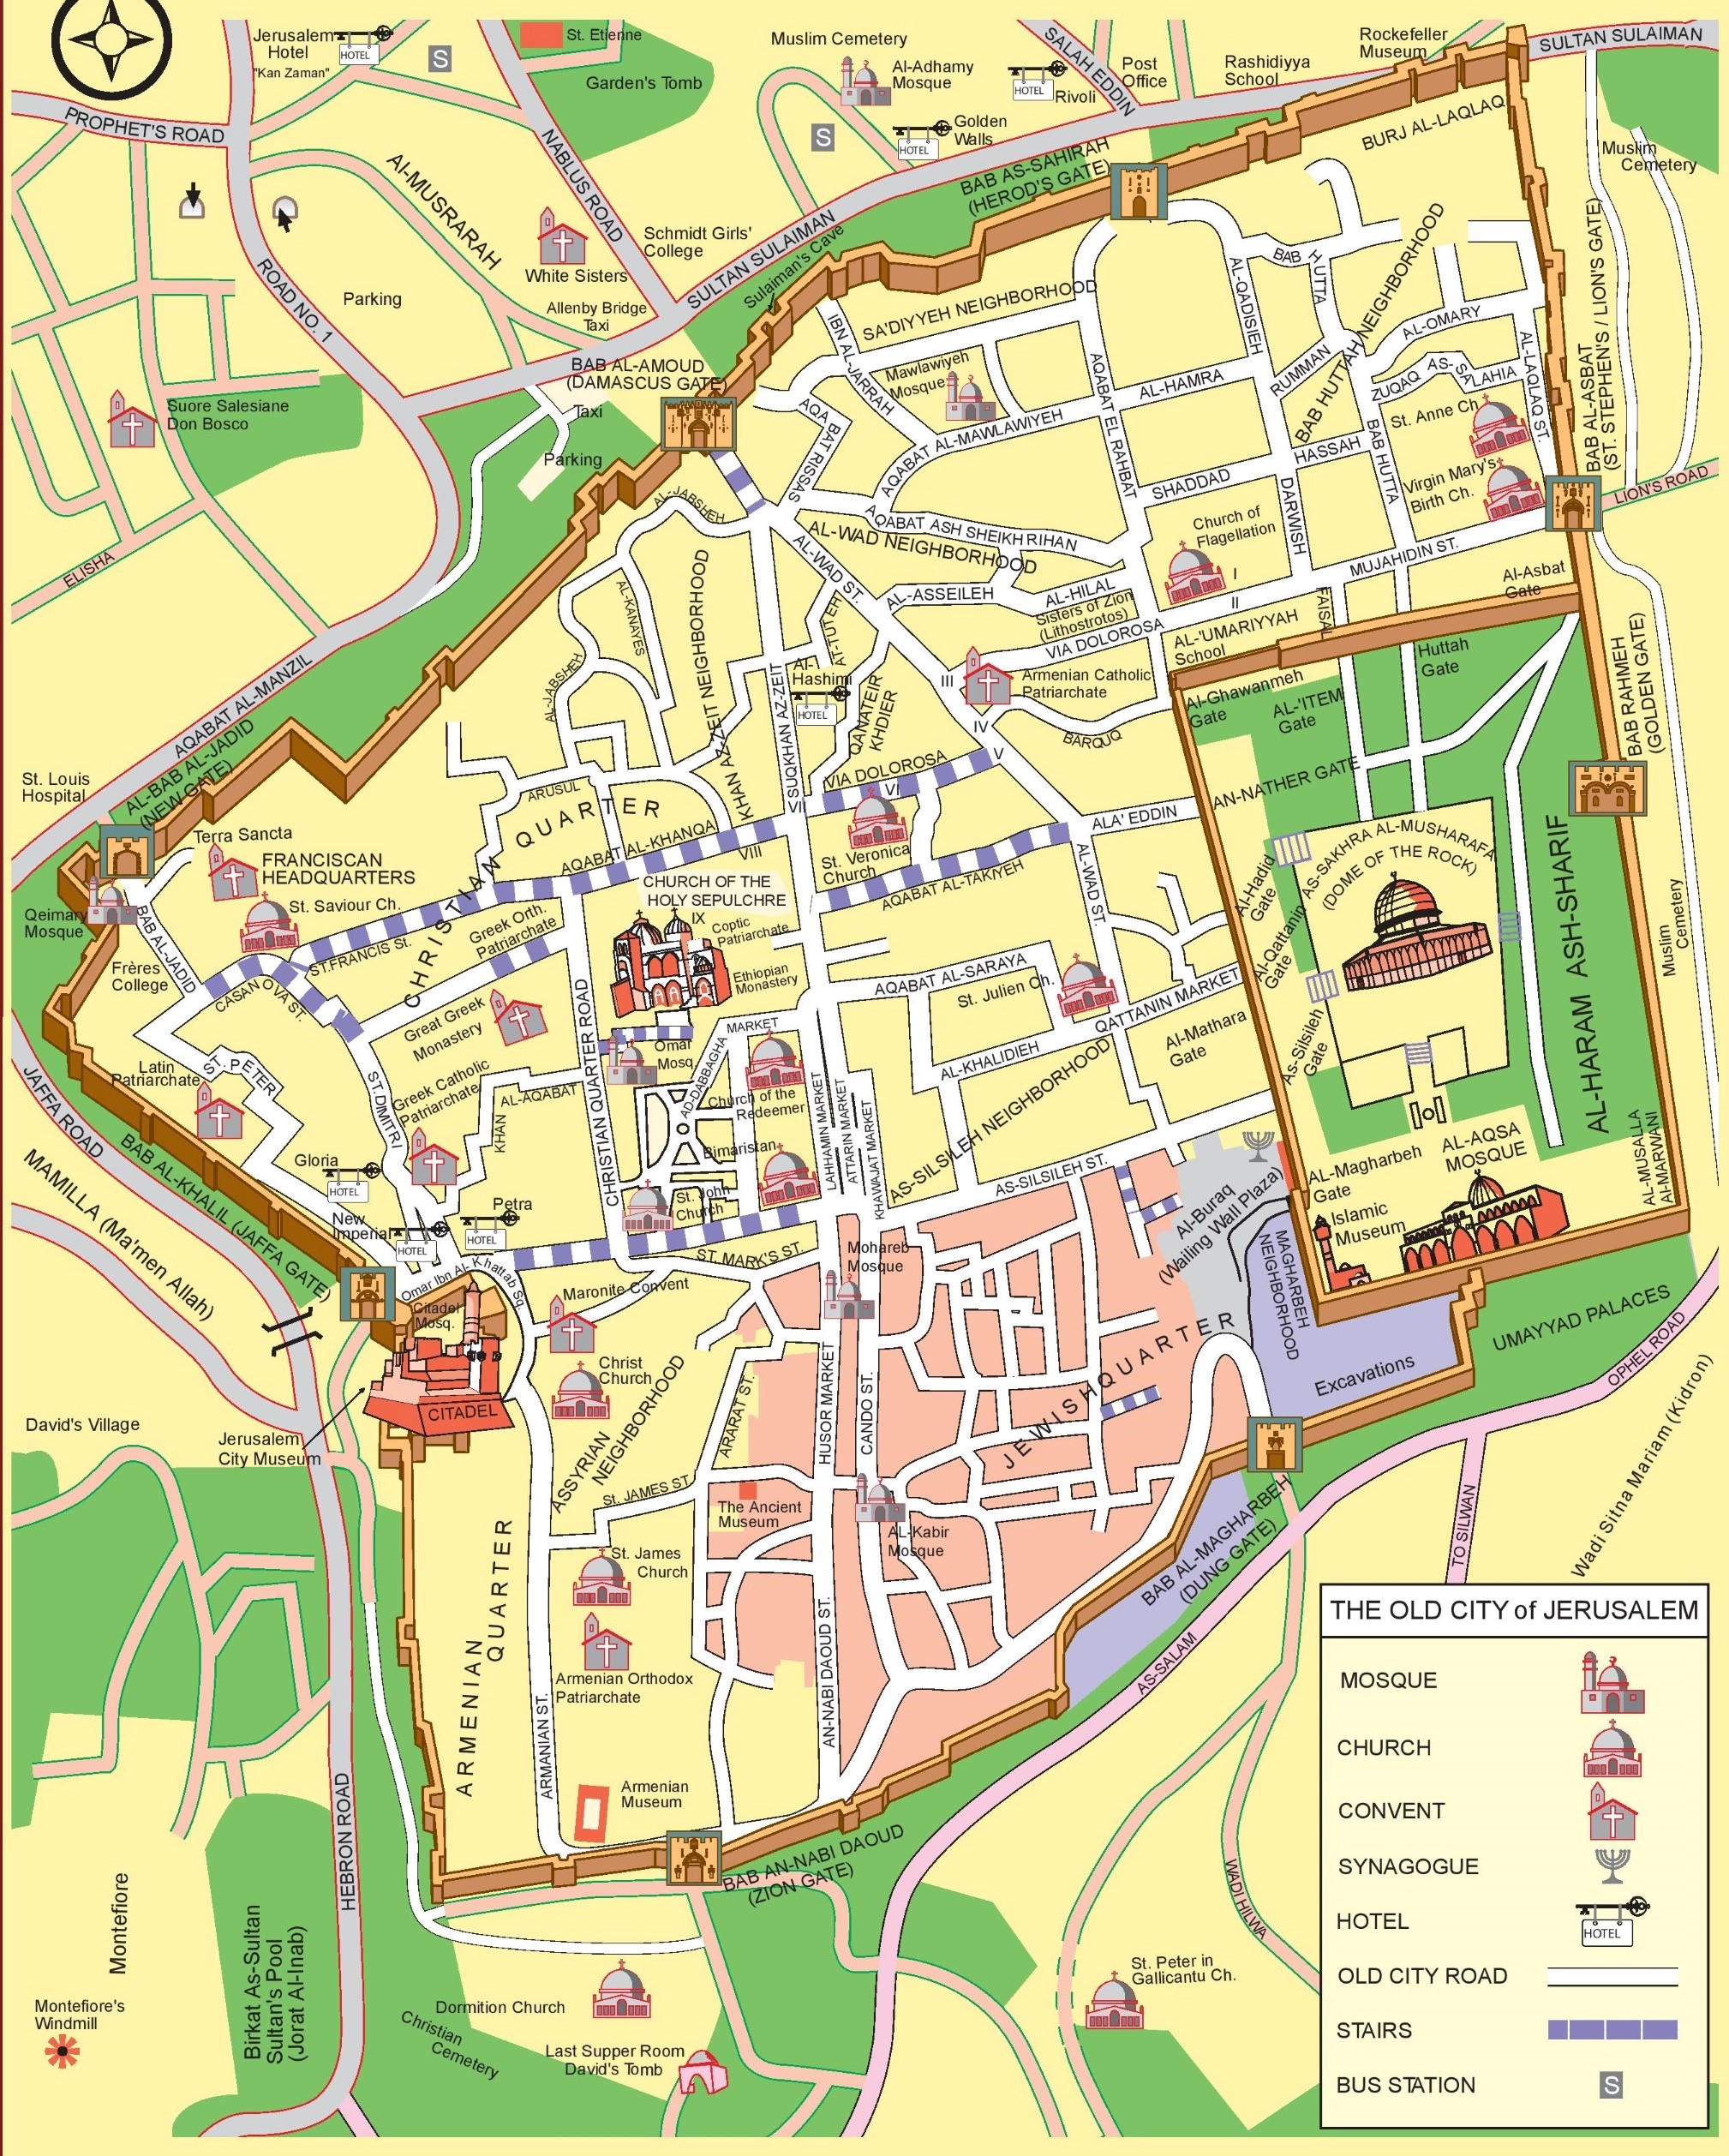 Jerusalem
Hotel
"Kan Zaman"
HOTEL
S
St. Etienne
Garden's Tomb
Muslim Cemetery
Al-Adhamy
Mosque
S
HOTEL
Rivoli
HOTEL
Golden
Walls
SALAH EDDIN
Post
Office
Rashidiyya
School
Rockefeller
Museum
SULTAN SULAIMAN
BURJ AL-LAQLAQ
Muslim
Cemetery
PROPHET'S ROAD
Al-MUSRARAH
NABLUS ROAD
ROAD NO. 1
Parking
White Sisters
Schmidt Girls'
College
Allenby Bridge
Taxi
SULTAN SULAIMAN
Sulaiman's Cave
BAB AS-SAHIRAH
(HEROD'S GATE)
BAB AL-AMOUD
(DAMASCUS GATE)
Taxi
Parking
Suore Salesiane
Don Bosco
ELISHA
AQABAT AL-MANZIL
SA'DIYYEH NEIGHBORHOOD
IBN AL-JARRAH
Mawlawiyeh
Mosque
AQABAT AL-MAWLAWIYEH
AQA BAT RISAS
AQABAT EL RAHBAT
AL-HAMRA
AL-QADISIEH
BAB HUTTA
RUMMAN
BAB HUTTAH NEIGHBORHOOD
AL-OMARY
ZUQAQ AS-SALAHIA
AL-LAQLAQ ST.
BAB AL-ASBAT
(ST. STEPHEN'S / LION'S GATE)
LION'S ROAD
St. Anne Ch
Virgin Mary's
Birth Ch.
SHADDAD
HASSAH
DARWISH
BAB HUTTA
AQABAT ASH SHEIKH RIHAN
AL-WAD NEIGHBORHOOD
AL-WAD ST.
Church of
Flagellation
I
II
MUJAHIDIN ST.
FAISAL
Al-Asbat
Gate
AL-ASSEILEH
AL-HILAL
Sisters of Zion
(Lithostrotos)
VIA DOLOROSA
AL-'UMARIYYAH
School
Huttah
Gate
BAB RAHMEH
(GOLDEN GATE)
AL-JABSHEH
AL-KANAYES
AL-JABSHEH
KHAN AZ-ZEIT NEIGHBORHOOD
AT-TUTEH
Al-
Hashimi
HOTEL
QANATEIR
KHDIER
III
Armenian Catholic
Patriarchate
IV
BARQUQ
V
Al-Ghawanmeh
Gate
AL-'ITEM
Gate
AN-NATHER GATE
SUQKHAN AZ-ZEIT
VIA DOLOROSA
VI
VII
VIII
St. Veronica
Church
ALA' EDDIN
AQABAT AL-TAKIYEH
AL-WAD ST.
St. Louis
Hospital
AL-BAB AL-JADID
(NEW GATE)
Terra Sancta
FRANCISCAN
HEADQUARTERS
St. Saviour Ch.
Qeimary
Mosque
BAB AL-JADID
Frères
College
ARUSUL
CHRISTIAN QUARTER
AQABAT AL-KHANQA
ST.FRANCIS St.
CASAN OVA ST.
Greek Orth.
Patriarchate
Great Greek
Monastery
CHURCH OF THE
HOLY SEPULCHRE
IX
Coptic
Patriarchate
Ethiopian
Monastery
Al-Hadid
Gate
AS-SAKHRA AL-MUSHARAFA
(DOME OF THE ROCK)
Al-Qattanin
Gate
AL-HARAM ASH-SHARIF
Muslim
Cemetery
AQABAT AL-SARAYA
St. Julien Ch.
QATTANIN MARKET
Al-Mathara
Gate
As-Silsileh
Gate
AL-KHALIDIEH
AS-SILSILEH NEIGHBORHOOD
AS-SILSILEH ST.
Latin
Patriarchate
ST. PETER
ST.DIMITRI
Greek Catholic
Patriarchate
AL-AQABAT
KHAN
CHRISTIAN QUARTER ROAD
MARKET
Omar
Mosq.
AD-DABBAGHA
Church of the
Redeemer
Bimaristan
St. John
Church
LAHHAMIN MARKET
ATTARIN MARKET
KHAWAJAT MARKET
JAFFA ROAD
MAMILLA (Ma'men Allah)
BAB AL-KHALIL (JAFFA GATE)
Gloria
HOTEL
New
Imperial
HOTEL
Petra
HOTEL
Omar Ibn Al-Khattab Sq.
ST. MARK'S ST.
Maronite Convent
Mohareb
Mosque
Citadel
Mosq.
CITADEL
Jerusalem
City Museum
David's Village
Christ
Church
ASSYRIAN
NEIGHBORHOOD
ARARAT ST.
HUSOR MARKET
CANDO ST.
JEWISH QUARTER
Al-Buraq
(Wailing Wall Plaza)
MAGHARBEH
NEIGHBORHOOD
AL-Magharbeh
Gate
Islamic
Museum
AL-AQSA
MOSQUE
AL-MUSALLA
Al-MARWANI
Excavations
UMAYYAD PALACES
OPHEL ROAD
Wadi Sitna Mariam (Kidron)
TO SILWAN
BAB AL-MAGHARBEH
(DUNG GATE)
AS-SALAM
St. JAMES ST.
The Ancient
Museum
AL-Kabir
Mosque
St. James
Church
Armenian Orthodox
Patriarchate
ARMENIAN
QUARTER
ARMANIAN ST.
AN-NABI DAOUD ST.
Armenian
Museum
BAB AN-NABI DAOUD
(ZION GATE)
HEBRON ROAD
Montefiore
Montefiore's
Windmill
Birkat As-Sultan
Sultan's Pool
(Jorat Al-Inab)
Dormition Church
Christian
Cemetery
Last Supper Room
David's Tomb
St. Peter in
Gallicantu Ch.
WADI HILWA
THE OLD CITY of JERUSALEM
MOSQUE
CHURCH
CONVENT
SYNAGOGUE
HOTEL
HOTEL
OLD CITY ROAD
STAIRS
BUS STATION
S